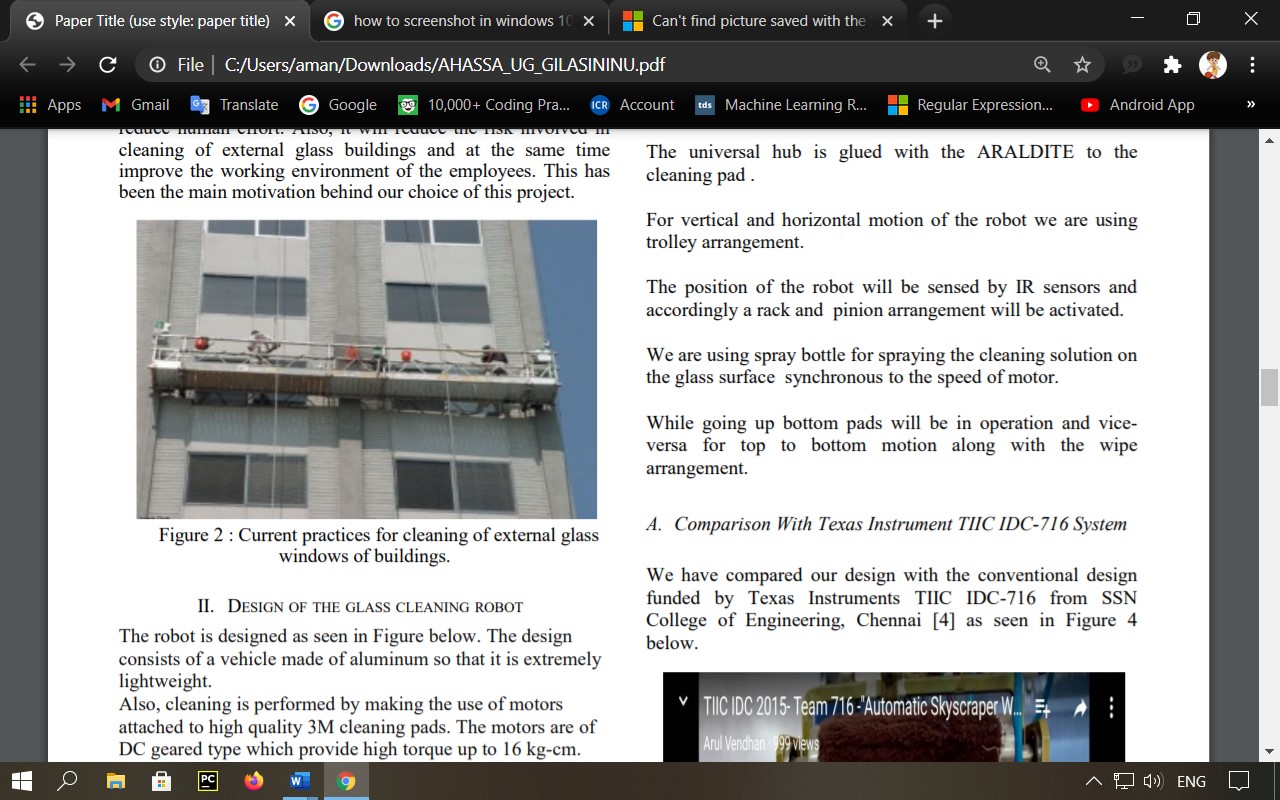 Paper Title (use style: paper title)
how to screenshot in windows 10
Can't find picture saved with the
File
C:/Users/aman/Downloads/AHASSA_UG_GILASININU.pdf
Apps
Gmail
Translate
Google
10,000+ Coding Pra...
ICR
Account
tds
Machine Learning R...
Regular Expression...
Android App
»
reduce human effort. Also, it will reduce the risk involved in
cleaning of external glass buildings and at the same time
improve the working environment of the employees. This has
been the main motivation behind our choice of this project.
Figure 2 : Current practices for cleaning of external glass
windows of buildings.
II. DESIGN OF THE GLASS CLEANING ROBOT
The robot is designed as seen in Figure below. The design
consists of a vehicle made of aluminum so that it is extremely
lightweight.
Also, cleaning is performed by making the use of motors
attached to high quality 3M cleaning pads. The motors are of
DC geared type which provide high torque up to 16 kg-cm.
The universal hub is glued with the ARALDITE to the
cleaning pad .
For vertical and horizontal motion of the robot we are using
trolley arrangement.
The position of the robot will be sensed by IR sensors and
accordingly a rack and pinion arrangement will be activated.
We are using spray bottle for spraying the cleaning solution on
the glass surface synchronous to the speed of motor.
While going up bottom pads will be in operation and vice-
versa for top to bottom motion along with the wipe
arrangement.
A. Comparison With Texas Instrument TIIC IDC-716 System
We have compared our design with the conventional design
funded by Texas Instruments TIIC IDC-716 from SSN
College of Engineering, Chennai [4] as seen in Figure 4
below.
TIIC IDC 2015- Team 716 -"Automatic Skyscraper W...
Arul Vendhan · 999 views
PC
W
ENG